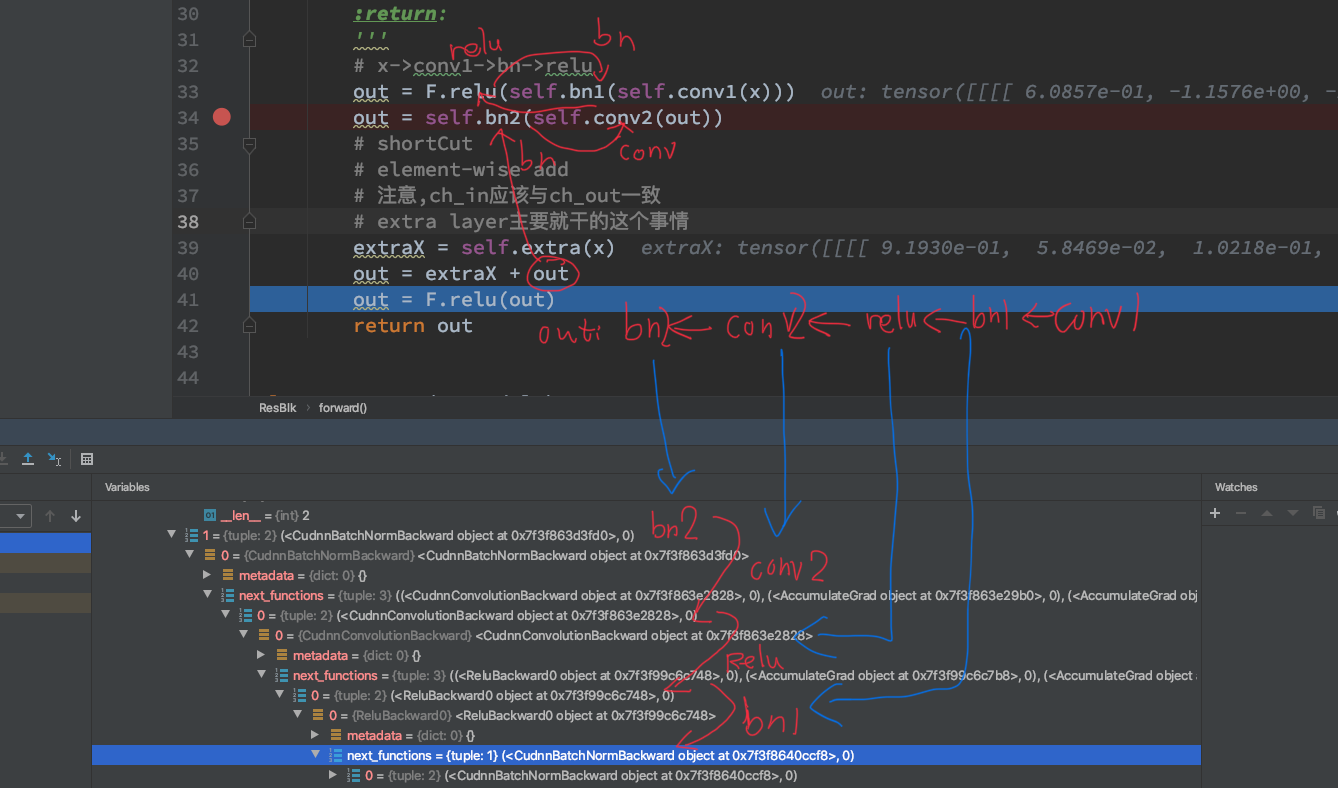 30 :return:
31 '''
relu bn
32 # x->conv1->bn->relu
33 out = F.relu(self.bn1(self.conv1(x))) out: tensor([[[[ 6.0857e-01, -1.1576e+00, -
34 out = self.bn2(self.conv2(out))
35 # shortCut
bn conv
36 # element-wise add
37 # 注意,ch_in应该与ch_out一致
38 # extra layer主要就干的这个事情
39 extraX = self.extra(x) extraX: tensor([[[[ 9.1930e-01, 5.8469e-02, 1.0218e-01,
40 out = extraX + out
41 out = F.relu(out)
42 return out
out: bn2 ← conv2 ← relu ← bn1 ← conv1
43
44
ResBlk › forward()
Variables
Watches
__len__ = {int} 2
1 = {tuple: 2} (<CudnnBatchNormBackward object at 0x7f3f863d3fd0>, 0)
bn2
0 = {CudnnBatchNormBackward} <CudnnBatchNormBackward object at 0x7f3f863d3fd0>
metadata = {dict: 0} {}
conv2
next_functions = {tuple: 3} ((<CudnnConvolutionBackward object at 0x7f3f863e2828>, 0), (<AccumulateGrad object at 0x7f3f863e29b0>, 0), (<AccumulateGrad obj
0 = {tuple: 2} (<CudnnConvolutionBackward object at 0x7f3f863e2828>, 0)
0 = {CudnnConvolutionBackward} <CudnnConvolutionBackward object at 0x7f3f863e2828>
metadata = {dict: 0} {}
Relu
next_functions = {tuple: 3} ((<ReluBackward0 object at 0x7f3f99c6c748>, 0), (<AccumulateGrad object at 0x7f3f99c6c7b8>, 0), (<AccumulateGrad object
0 = {tuple: 2} (<ReluBackward0 object at 0x7f3f99c6c748>, 0)
0 = {ReluBackward0} <ReluBackward0 object at 0x7f3f99c6c748>
bn1
metadata = {dict: 0} {}
next_functions = {tuple: 1} (<CudnnBatchNormBackward object at 0x7f3f8640ccf8>, 0)
0 = {tuple: 2} (<CudnnBatchNormBackward object at 0x7f3f8640ccf8>, 0)